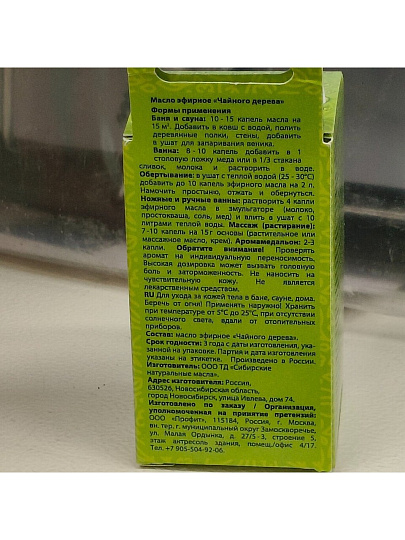 Масло эфирное «Чайного дерева»
Формы применения
Баня и сауна: 10 - 15 капель масла на
15 м². Добавить в ковш с водой, полить
деревянные полки, стены, добавить
в ушат для запаривания веника.
Ванна: 8 - 10 капель добавить в 1
столовую ложку меда или в 1/3 стакана
сливок, молока и растворить в воде.
Обертывание: в ушат с теплой водой (25 - 30°С)
добавить до 10 капель эфирного масла на 2 л.
Намочить простыню, отжать и обернуться.
Ножные и ручные ванны: растворить 4 капли
эфирного масла в эмульгаторе (молоко,
простокваша, соль, мед) и влить в ушат с 10
литрами теплой воды. Массаж (растирание):
7-10 капель на 15 г основы (растительное или
массажное масло, крем). Аромамедальон: 2-3
капли. Обратите внимание! Проверять
аромат на индивидуальную переносимость.
Высокая дозировка может вызвать головную
боль и заторможенность. Не наносить на
чувствительную кожу. Не является
лекарственным средством.
RU Для ухода за кожей тела в бане, сауне, дома.
Беречь от огня! Применять наружно! Хранить
при температуре от 5°С до 25°С, при отсутствии
солнечного света, вдали от отопительных
приборов.
Состав: масло эфирное «Чайного дерева».
Срок годности: 3 года с даты изготовления, ука-
занной на упаковке. Партия и дата изготовления
указаны на этикетке. Произведено в России.
Изготовитель: ООО ТД «Сибирские
натуральные масла».
Адрес изготовителя: Россия,
630526, Новосибирская область,
город Новосибирск, улица Ивлева, дом 74.
Изготовлено по заказу / Организация,
уполномоченная на принятие претензий:
ООО «Профит», 115184, Россия, г. Москва,
вн. тер. г. муниципальный округ Замоскворечье,
ул. Малая Ордынка, д. 27/5-3, строение 5,
этаж антресоль здания, помещ./офис 4/17.
Тел. +7 905-504-92-06.